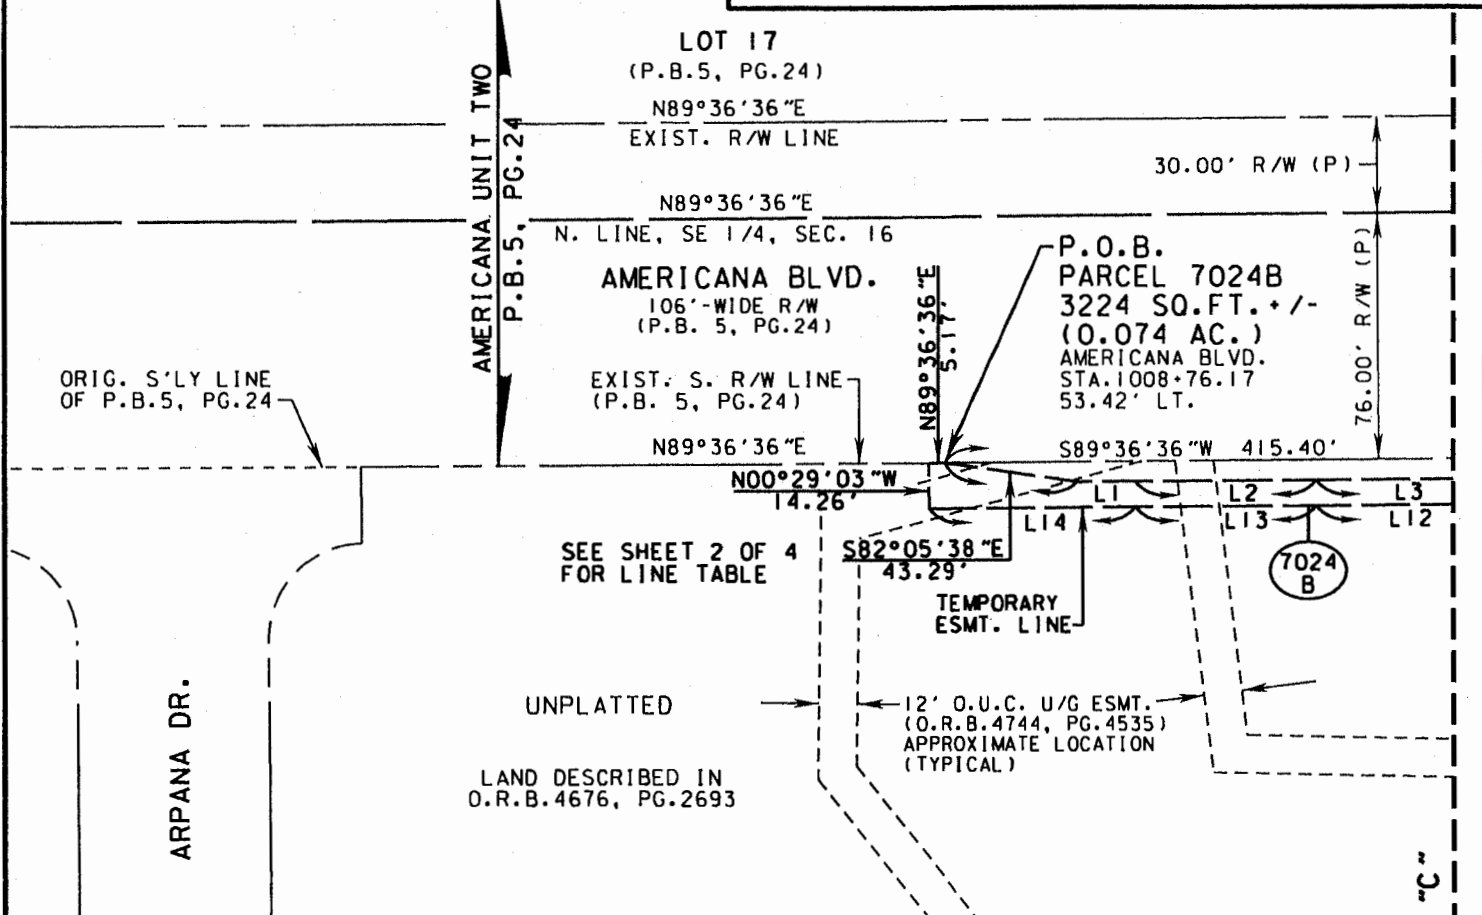 LOT 17
(P.B.5, PG.24)
N89°36'36"E
EXIST. R/W LINE
30.00' R/W (P)
AMERICANA UNIT TWO
P.B.5, PG.24
N89°36'36"E
N. LINE, SE 1/4, SEC. 16
AMERICANA BLVD.
106'-WIDE R/W
(P.B. 5, PG.24)
N89°36'36"E
5.17'
P.O.B.
PARCEL 7024B
3224 SQ.FT.+/-
(0.074 AC.)
AMERICANA BLVD.
STA.1008+76.17
53.42' LT.
76.00' R/W (P)
ORIG. S'LY LINE
OF P.B.5, PG.24
EXIST. S. R/W LINE
(P.B. 5, PG.24)
N89°36'36"E
S89°36'36"W 415.40'
N00°29'03"W
14.26'
L1
L2
L3
L14
L13
L12
SEE SHEET 2 OF 4
FOR LINE TABLE
S82°05'38"E
43.29'
7024
B
TEMPORARY
ESMT. LINE
UNPLATTED
12' O.U.C. U/G ESMT.
(O.R.B.4744, PG.4535)
APPROXIMATE LOCATION
(TYPICAL)
LAND DESCRIBED IN
O.R.B.4676, PG.2693
ARPANA DR.
"C"